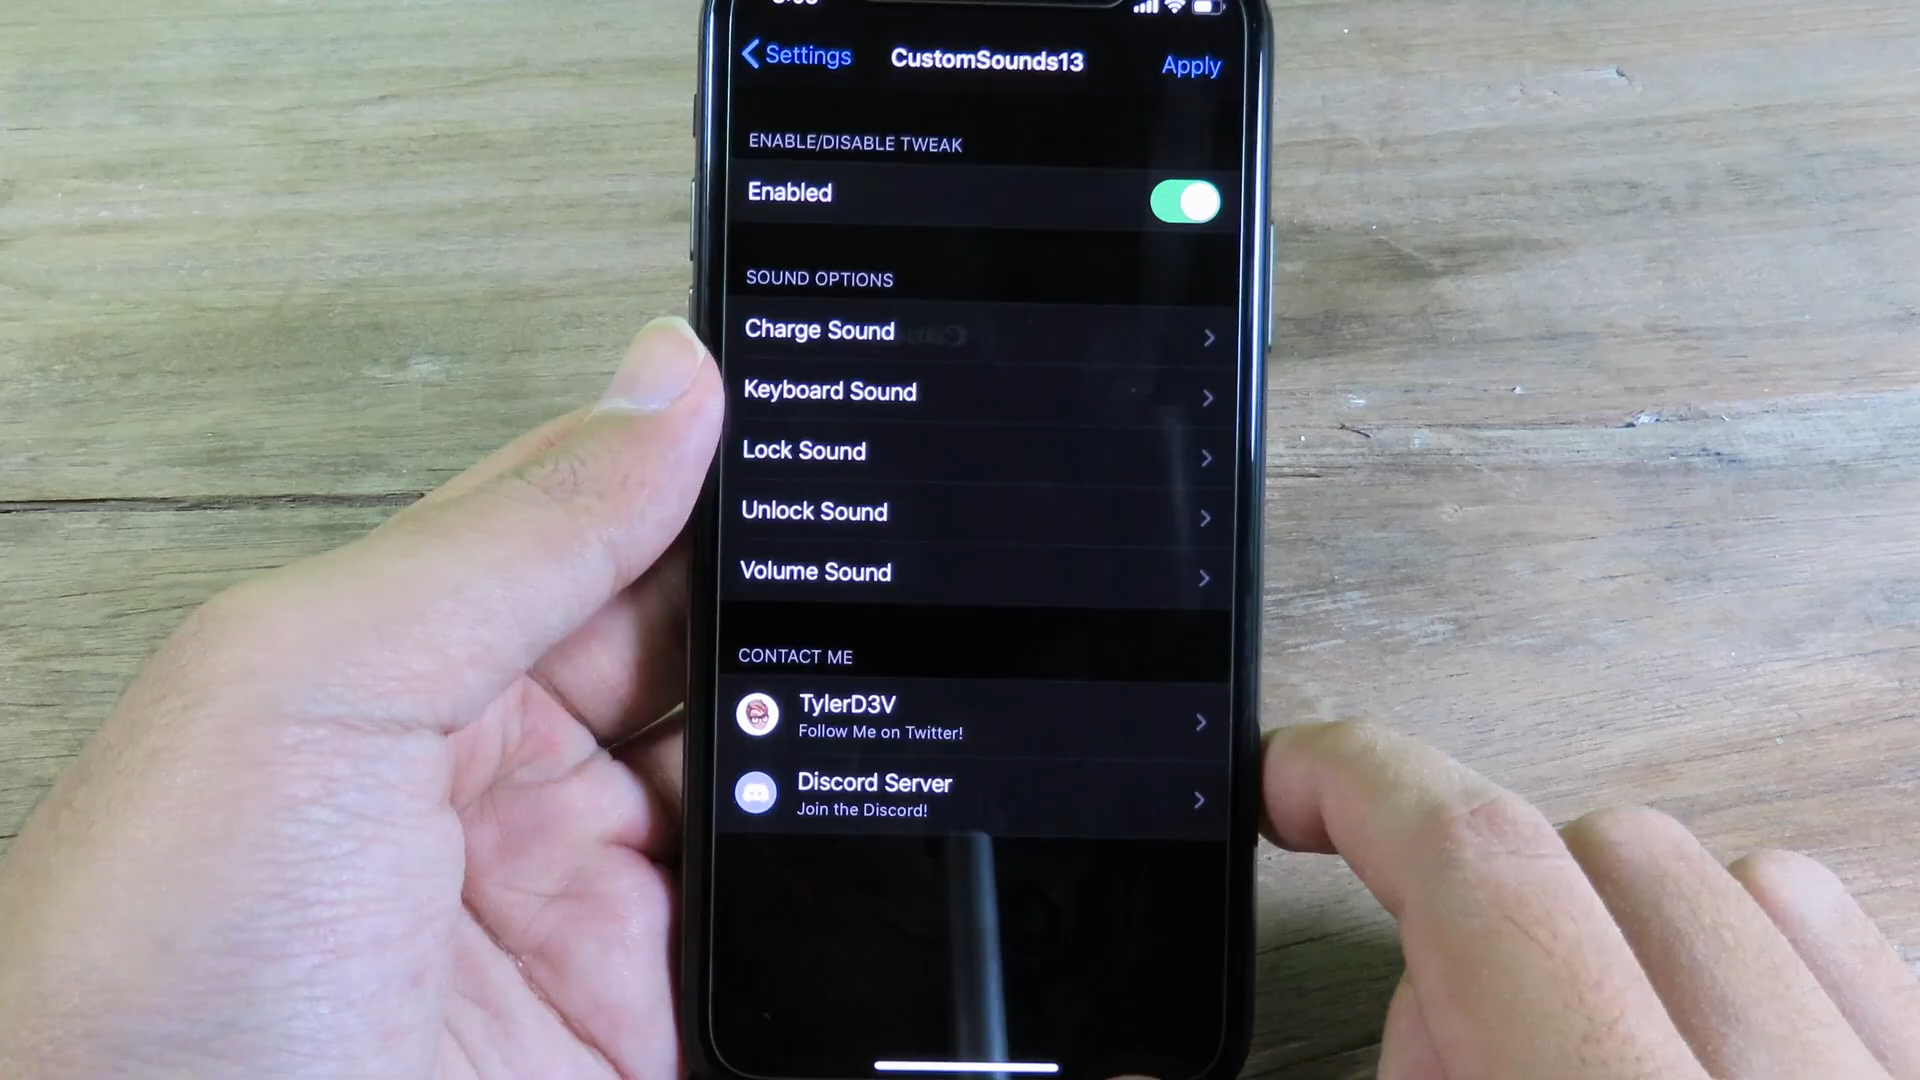 Settings
CustomSounds13
Apply
ENABLE/DISABLE TWEAK
Enabled
SOUND OPTIONS
Charge Sound
Keyboard Sound
Lock Sound
Unlock Sound
Volume Sound
CONTACT ME
TylerD3V
Follow Me on Twitter!
Discord Server
Join the Discord!